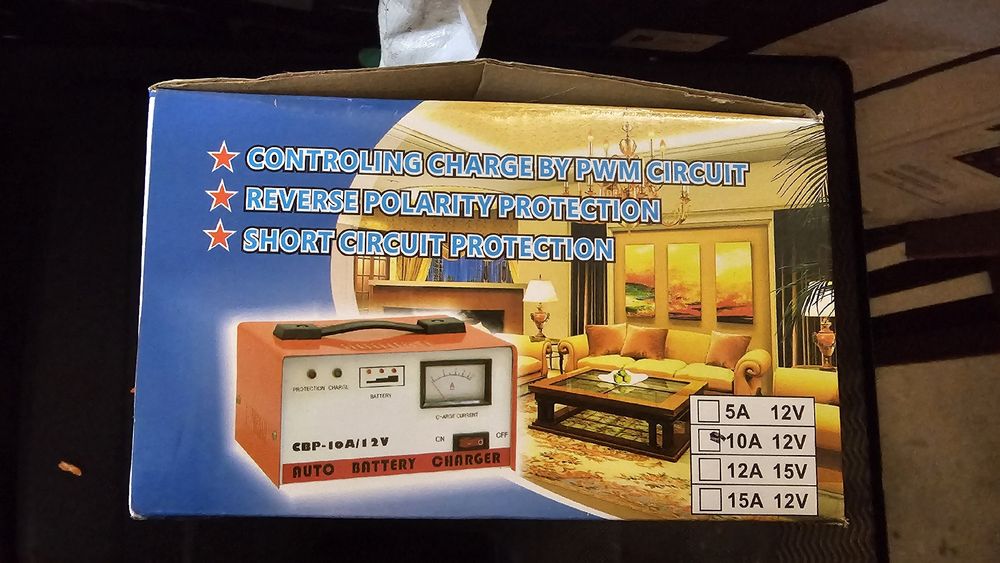 CONTROLING CHARGE BY PWM CIRCUIT
REVERSE POLARITY PROTECTION
SHORT CIRCUIT PROTECTION
PROTECTION CHARGE
BATTERY
A
CHARGE CURRENT
ON OFF
CBP-10A/12V
AUTO BATTERY CHARGER
5A 12V
10A 12V
12A 15V
15A 12V